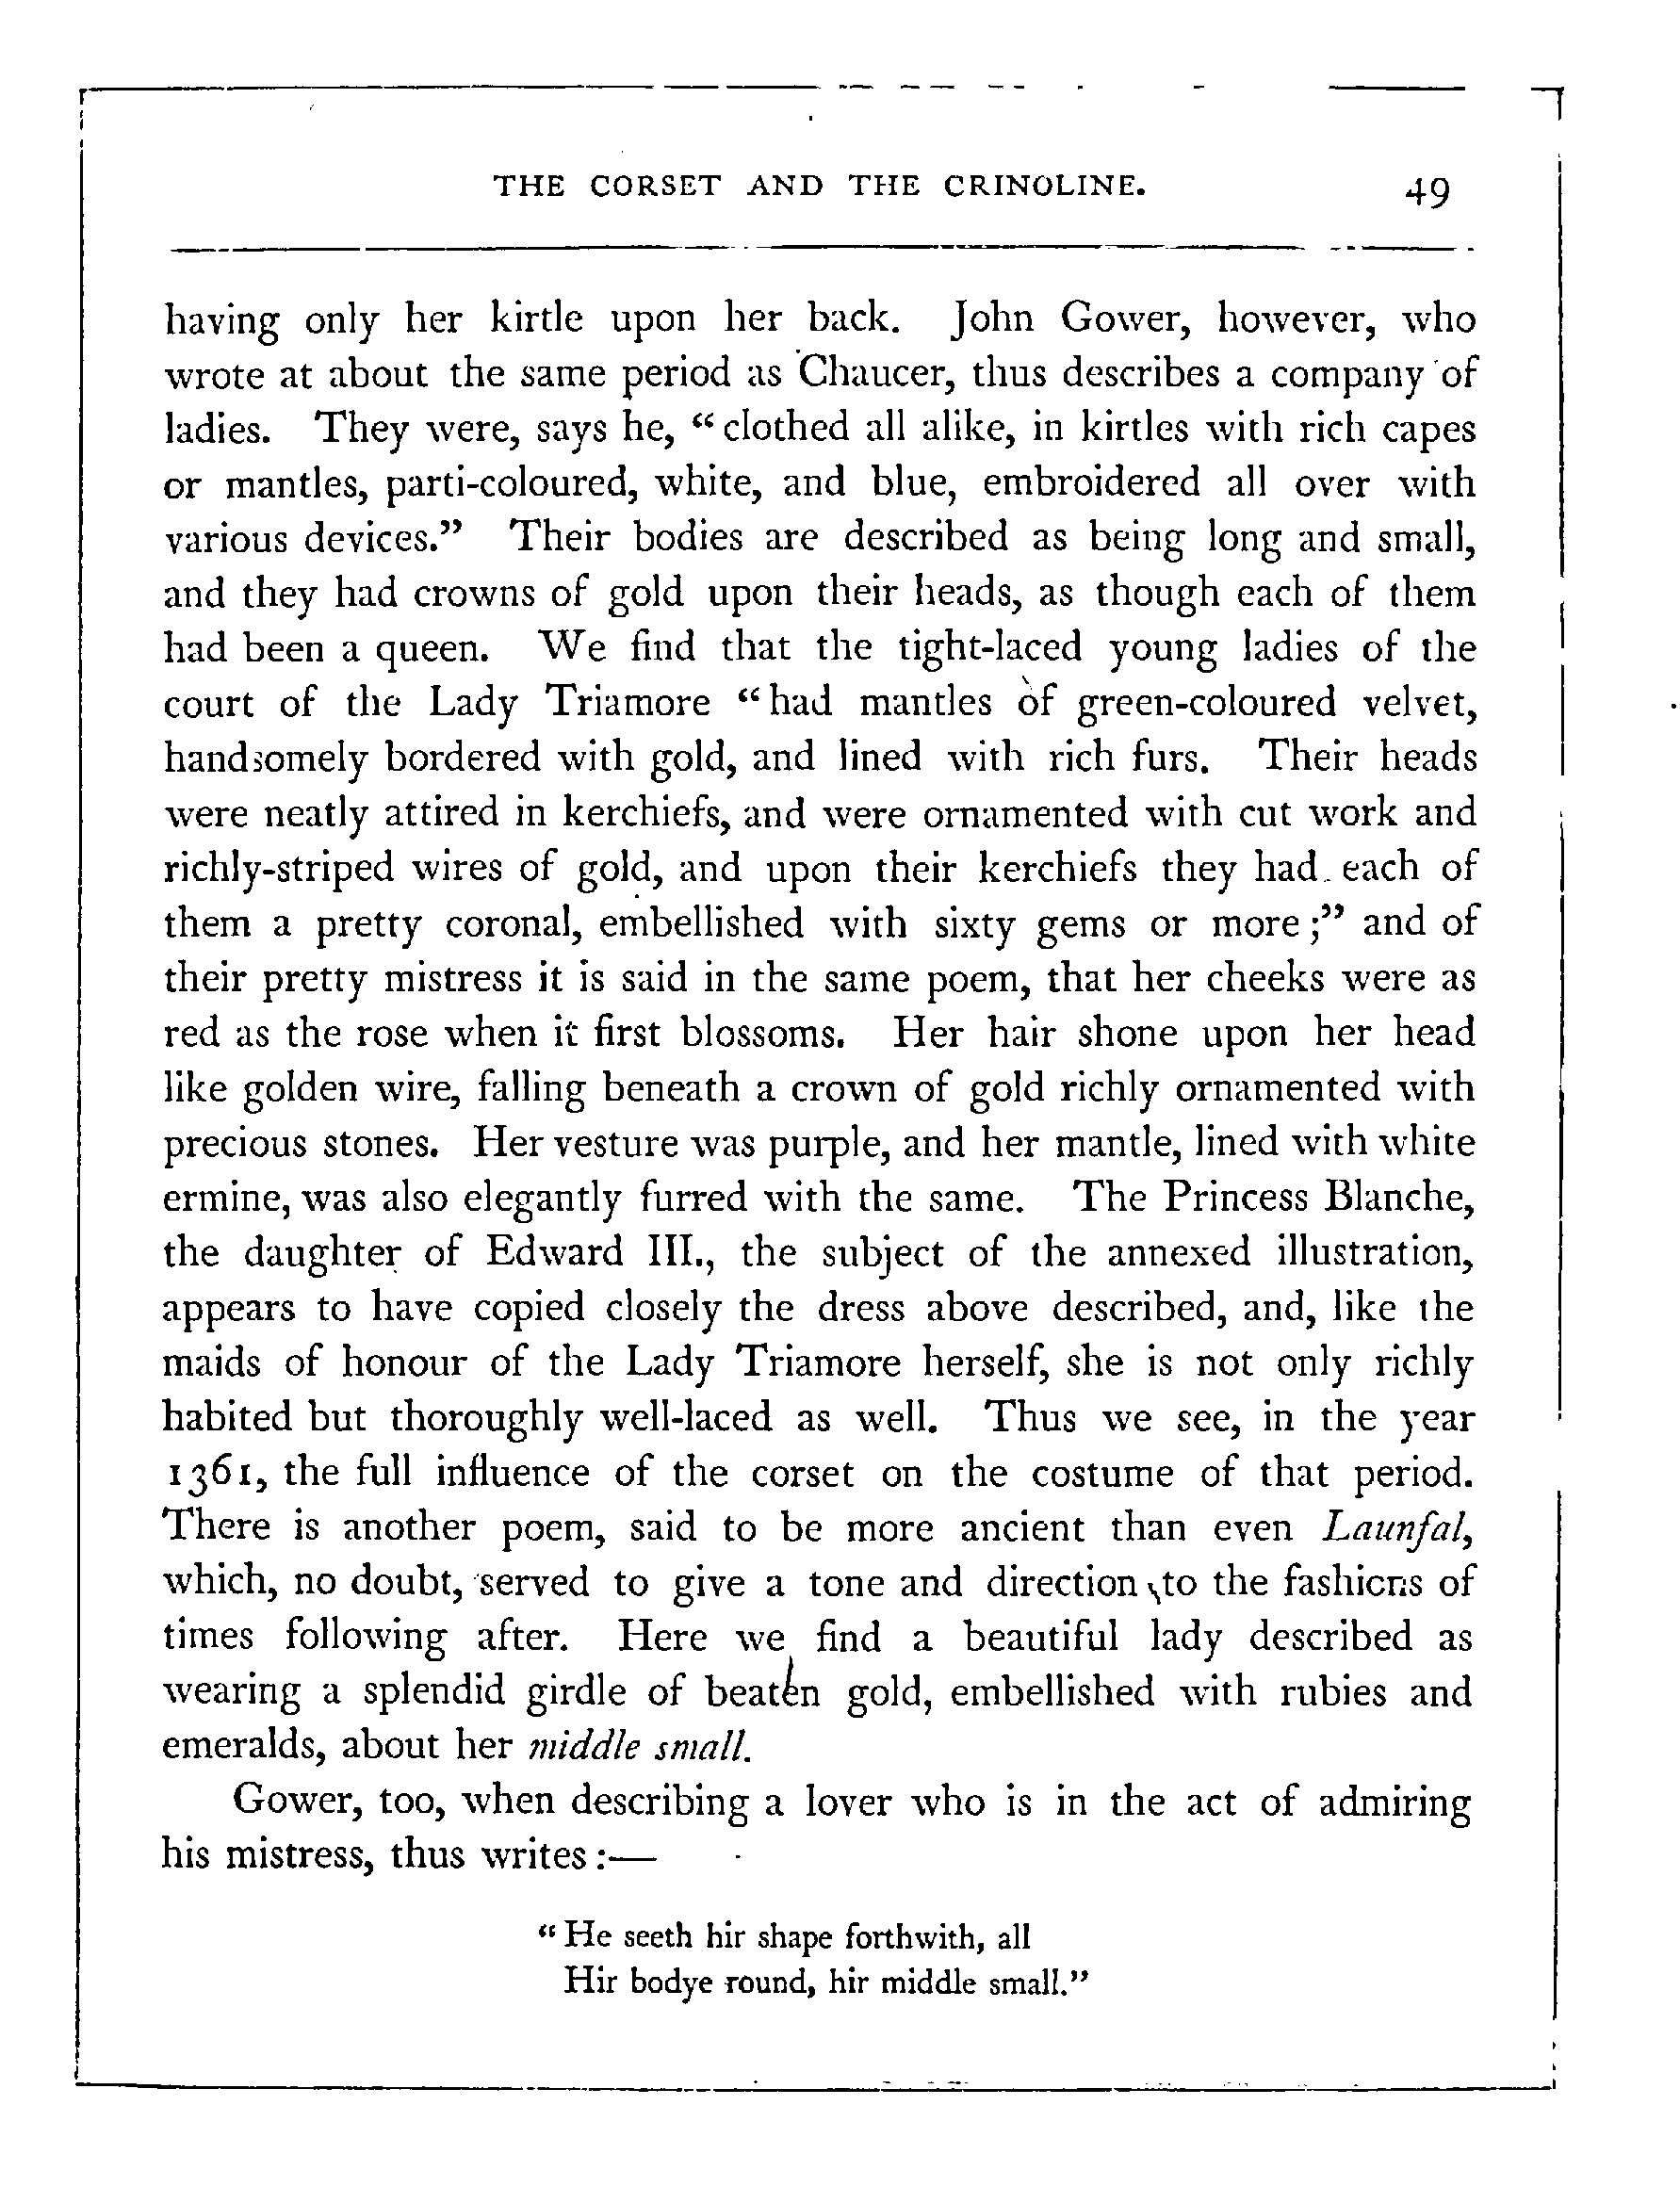 THE CORSET AND THE CRINOLINE. 49
having only her kirtle upon her back. John Gower, however, who
wrote at about the same period as Chaucer, thus describes a company of
ladies. They were, says he, “clothed all alike, in kirtles with rich capes
or mantles, parti-coloured, white, and blue, embroidered all over with
various devices.” Their bodies are described as being long and small,
and they had crowns of gold upon their heads, as though each of them
had been a queen. We find that the tight-laced young ladies of the
court of the Lady Triamore “had mantles of green-coloured velvet,
handsomely bordered with gold, and lined with rich furs. Their heads
were neatly attired in kerchiefs, and were ornamented with cut work and
richly-striped wires of gold, and upon their kerchiefs they had each of
them a pretty coronal, embellished with sixty gems or more;” and of
their pretty mistress it is said in the same poem, that her cheeks were as
red as the rose when it first blossoms. Her hair shone upon her head
like golden wire, falling beneath a crown of gold richly ornamented with
precious stones. Her vesture was purple, and her mantle, lined with white
ermine, was also elegantly furred with the same. The Princess Blanche,
the daughter of Edward III., the subject of the annexed illustration,
appears to have copied closely the dress above described, and, like the
maids of honour of the Lady Triamore herself, she is not only richly
habited but thoroughly well-laced as well. Thus we see, in the year
1361, the full influence of the corset on the costume of that period.
There is another poem, said to be more ancient than even Launfal,
which, no doubt, served to give a tone and direction to the fashions of
times following after. Here we find a beautiful lady described as
wearing a splendid girdle of beaten gold, embellished with rubies and
emeralds, about her middle small.
Gower, too, when describing a lover who is in the act of admiring
his mistress, thus writes:—
“He seeth hir shape forthwith, all
Hir bodye round, hir middle small.”